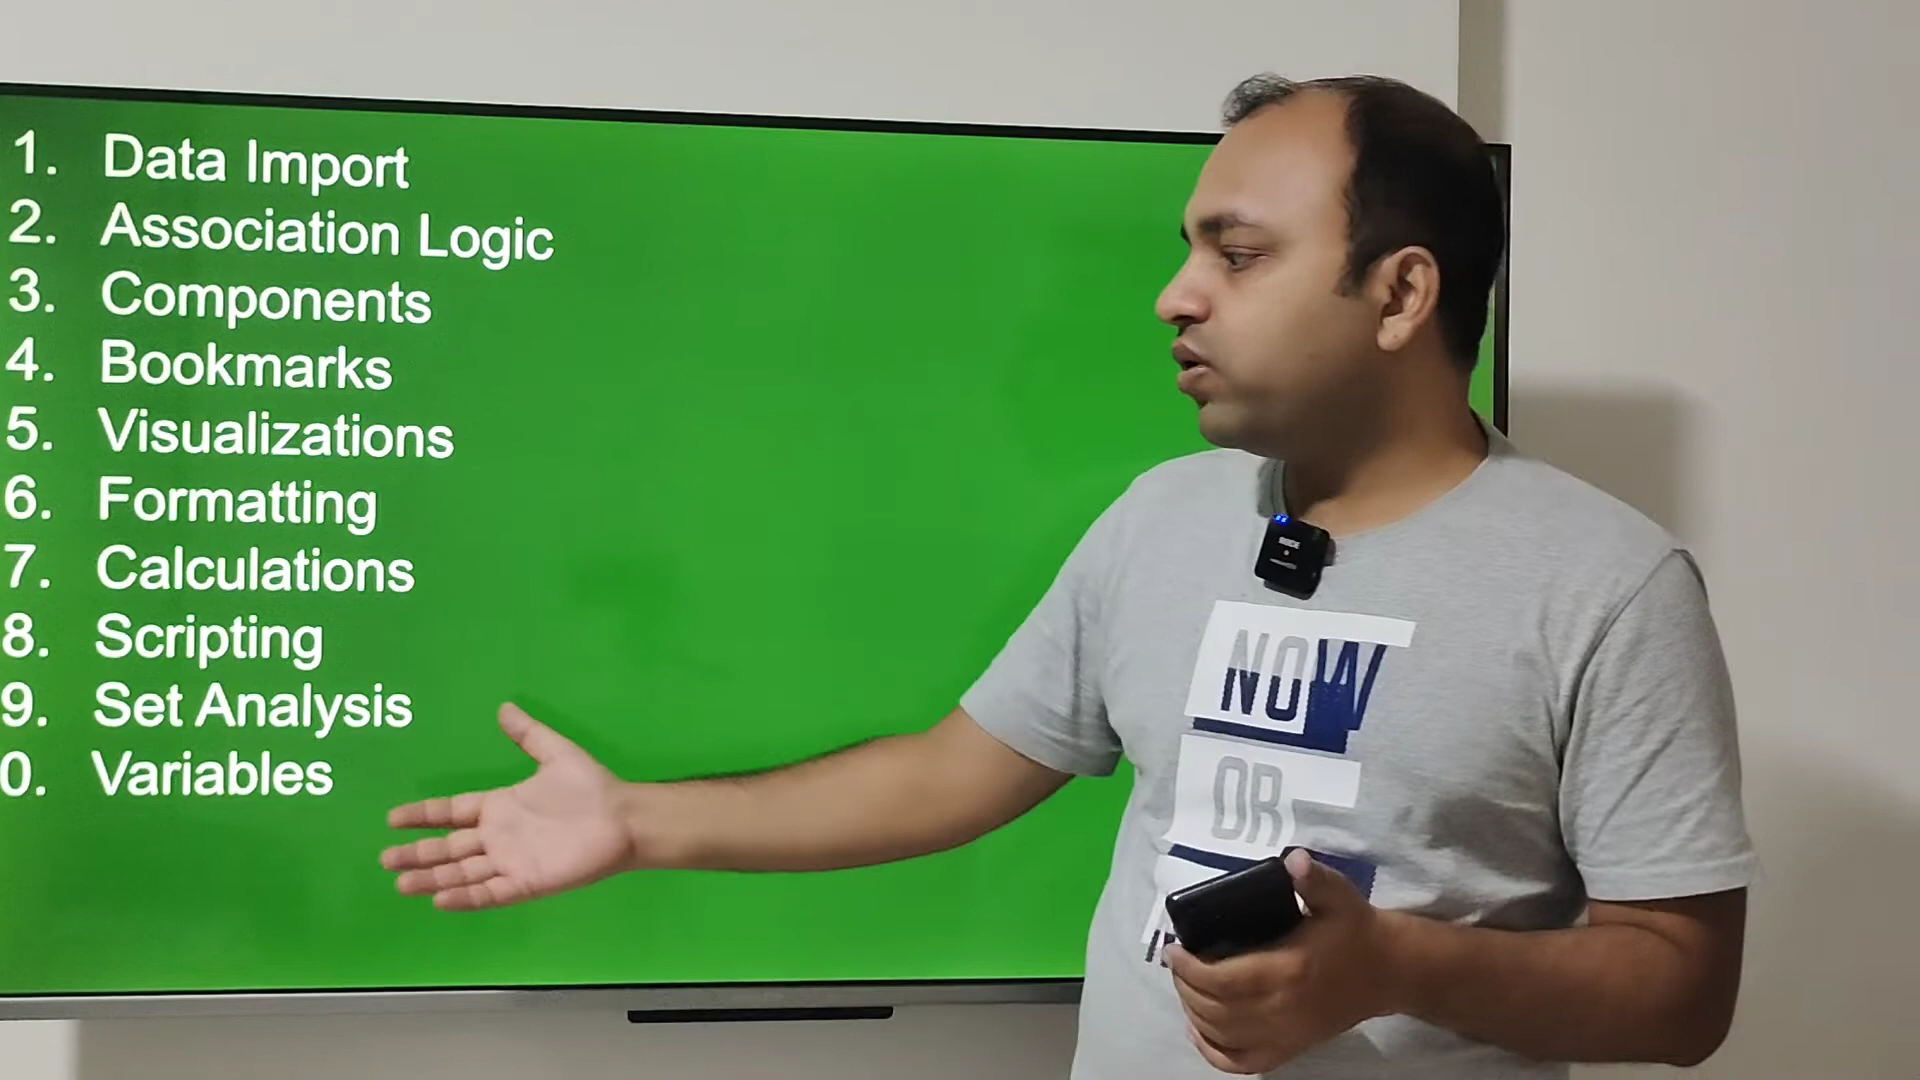 1. Data Import
2. Association Logic
3. Components
4. Bookmarks
5. Visualizations
6. Formatting
7. Calculations
8. Scripting
9. Set Analysis
0. Variables
NOW
OR